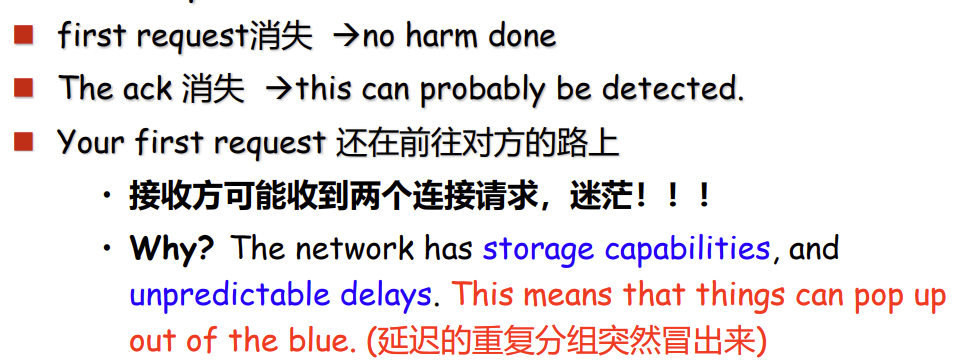 first request消失 →no harm done
The ack 消失 →this can probably be detected.
Your first request 还在前往对方的路上
• 接收方可能收到两个连接请求，迷茫！！！
• Why? The network has storage capabilities, and
unpredictable delays. This means that things can pop up
out of the blue. (延迟的重复分组突然冒出来)